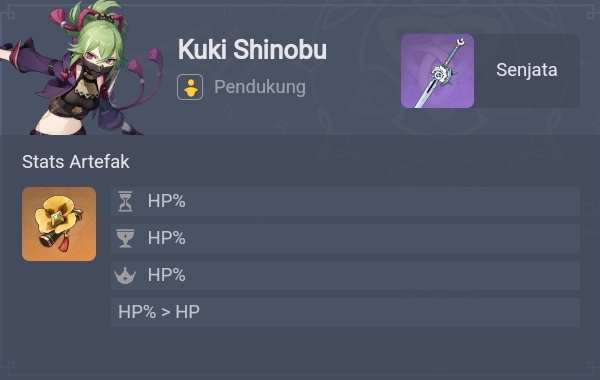 Kuki Shinobu
Pendukung
Senjata
Stats Artefak
HP%
HP%
HP%
HP% > HP